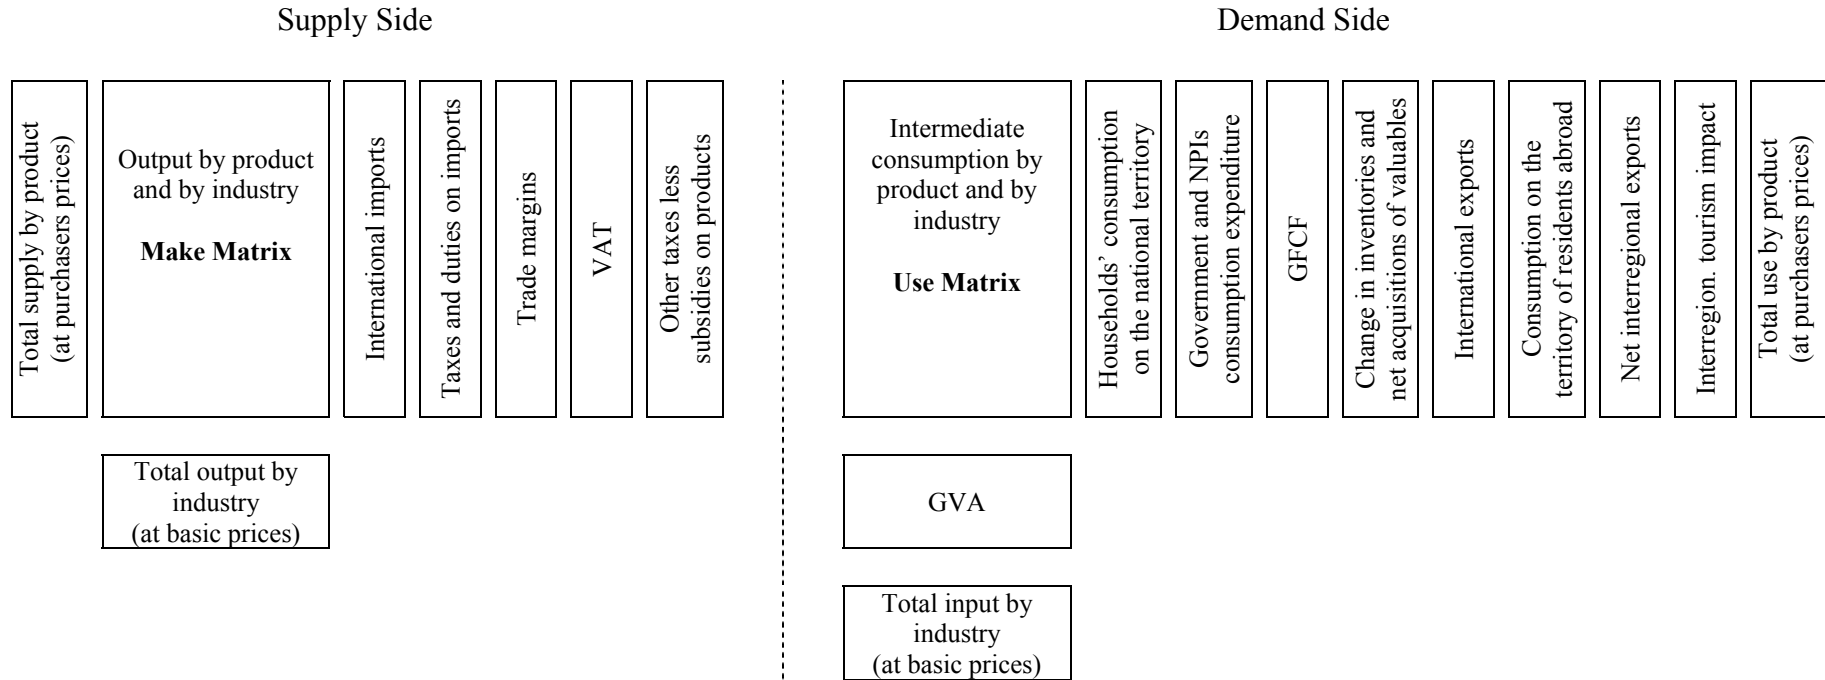 Supply Side
Demand Side
Total supply by product
(at purchasers prices)
Output by product
and by industry
Make Matrix
International imports
Taxes and duties on imports
Trade margins
VAT
Other taxes less
subsidies on products
Intermediate
consumption by
product and by
industry
Use Matrix
Households’ consumption
on the national territory
Government and NPIs
consumption expenditure
GFCF
Change in inventories and
net acquisitions of valuables
International exports
Consumption on the
territory of residents abroad
Net interregional exports
Interregion. tourism impact
Total use by product
(at purchasers prices)
Total output by
industry
(at basic prices)
GVA
Total input by
industry
(at basic prices)